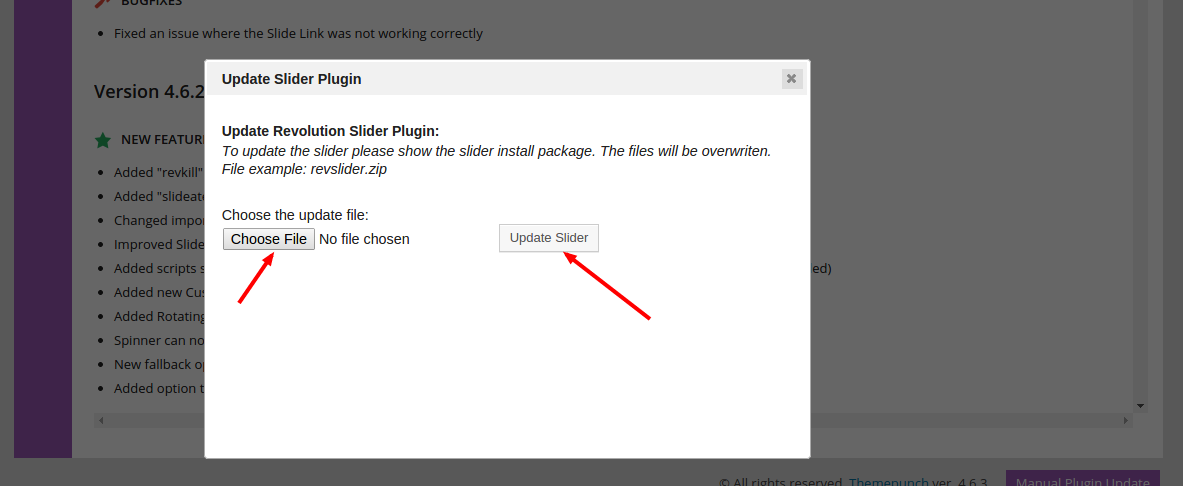 BUGFIXES
Fixed an issue where the Slide Link was not working correctly
Update Slider Plugin
Version 4.6.2
Update Revolution Slider Plugin:
To update the slider please show the slider install package. The files will be overwriten.
File example: revslider.zip
NEW FEATUR
Added "revkill"
Added "slideat
Choose the update file:
Changed impor
Choose File No file chosen Update Slider
Improved Slide
Added scripts s
ed)
Added new Cus
Added Rotating
Spinner can no
New fallback op
Added option t
© All rights reserved, Themepunch ver. 4.6.3
Manual Plugin Update